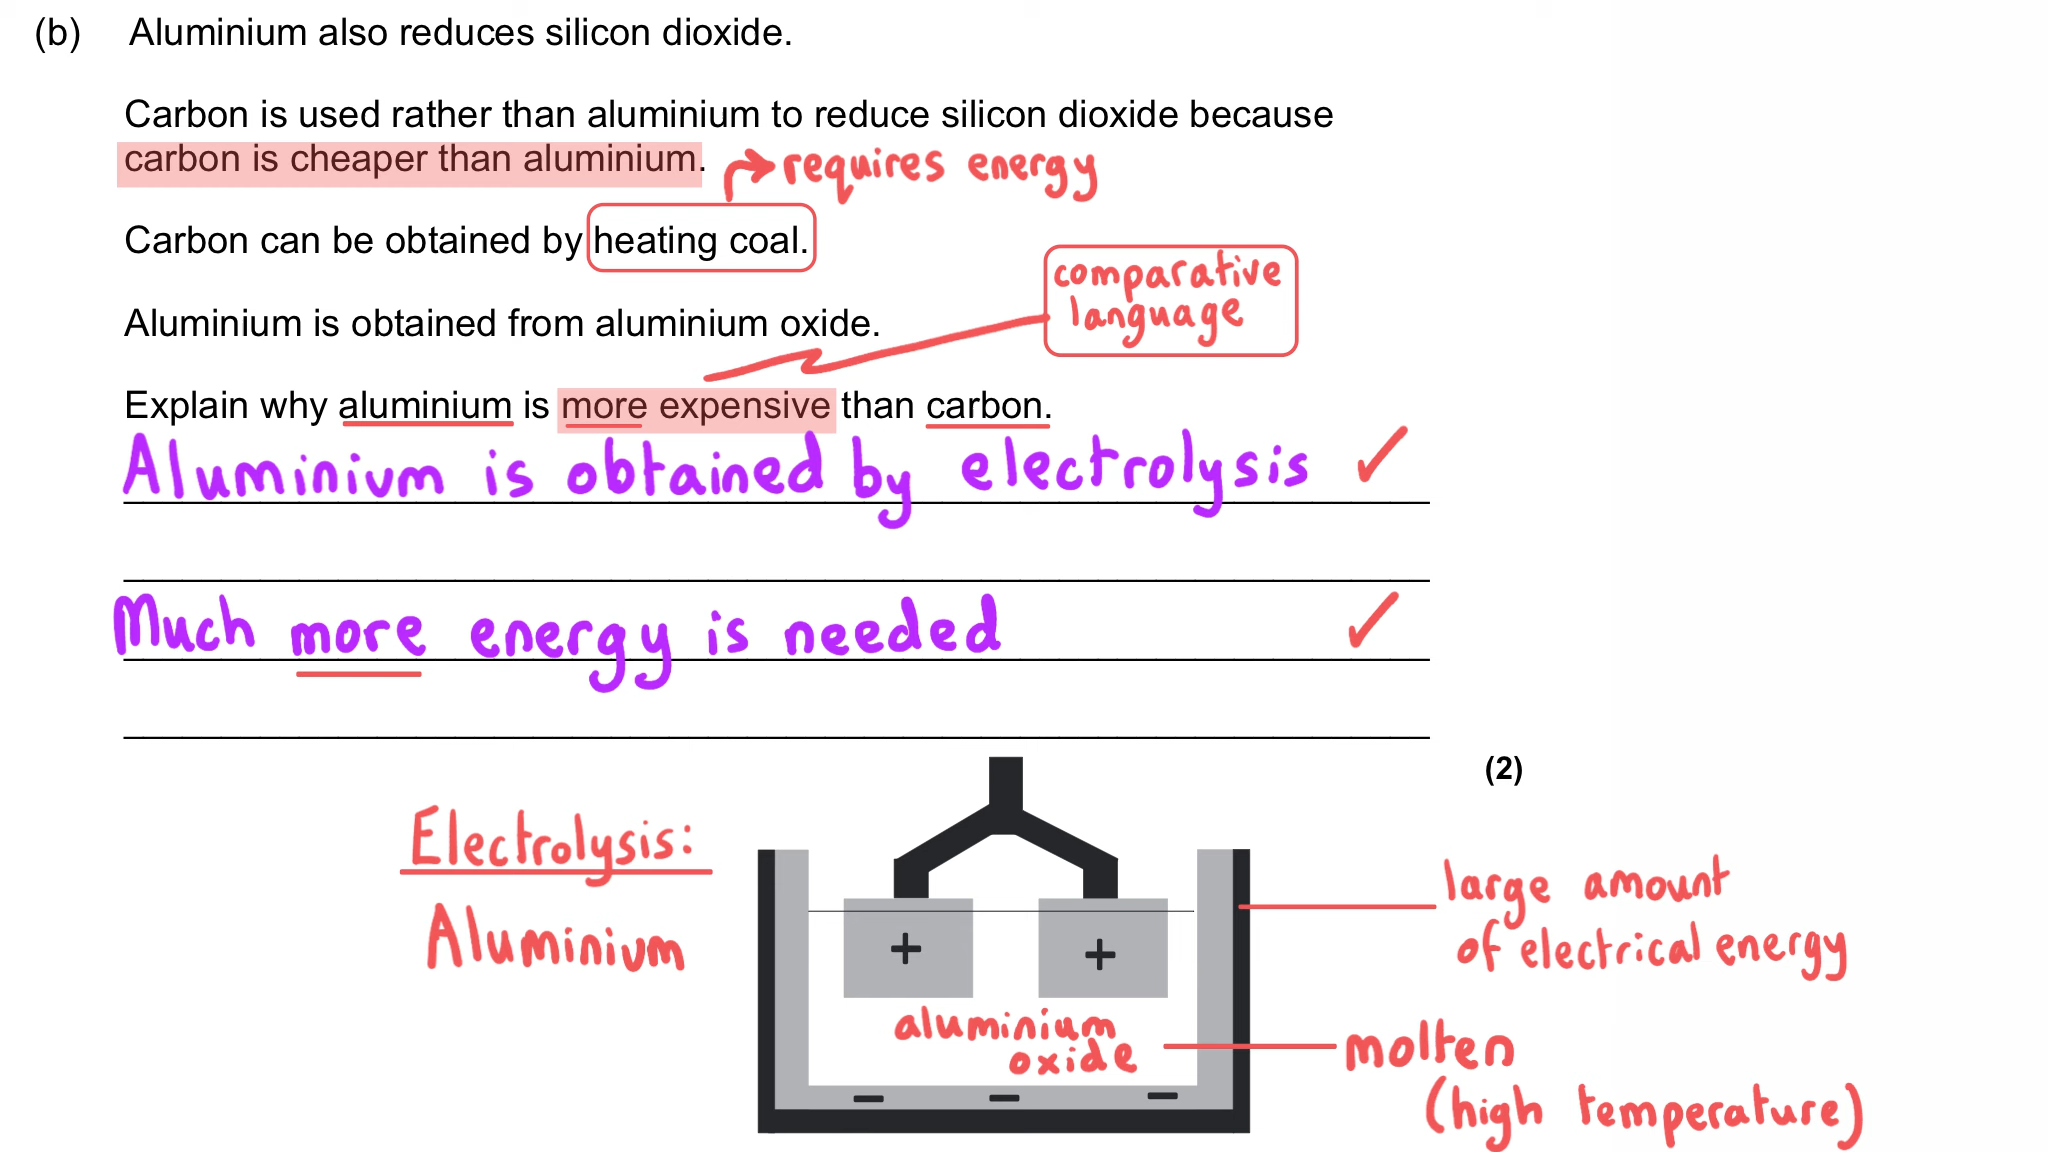 (b) Aluminium also reduces silicon dioxide.
Carbon is used rather than aluminium to reduce silicon dioxide because
carbon is cheaper than aluminium.
requires energy
Carbon can be obtained by heating coal.
comparative
language
Aluminium is obtained from aluminium oxide.
Explain why aluminium is more expensive than carbon.
Aluminium is obtained by electrolysis ✓
Much more energy is needed ✓
(2)
Electrolysis:
Aluminium
large amount
of electrical energy
+ +
aluminium
oxide
molten
(high temperature)
− − −